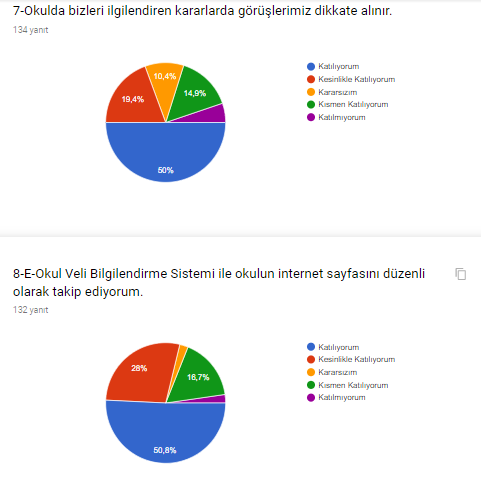 7-Okulda bizleri ilgilendiren kararlarda görüşlerimiz dikkate alınır.
134 yanıt
Katılıyorum
Kesinlikle Katılıyorum
Kararsızım
Kısmen Katılıyorum
Katılmıyorum
10,4%
19,4%
14,9%
50%
8-E-Okul Veli Bilgilendirme Sistemi ile okulun internet sayfasını düzenli
olarak takip ediyorum.
132 yanıt
Katılıyorum
Kesinlikle Katılıyorum
Kararsızım
Kısmen Katılıyorum
Katılmıyorum
28%
16,7%
50,8%